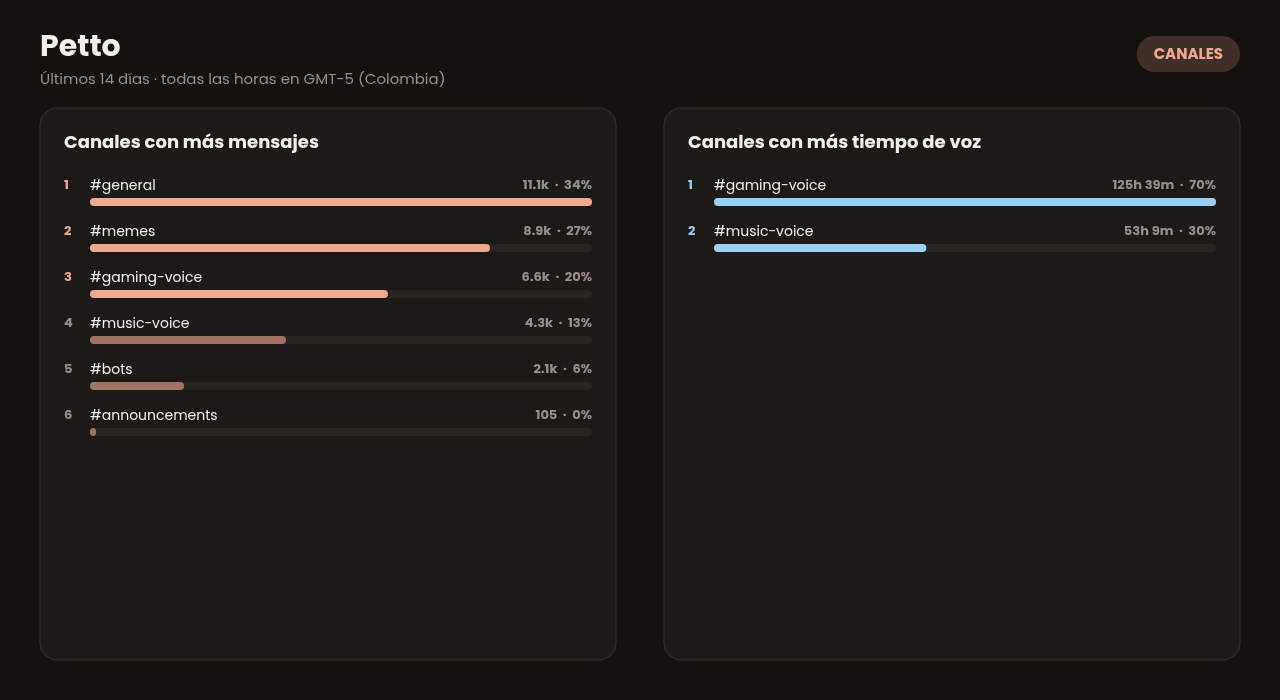 Petto
Últimos 14 días · todas las horas en GMT-5 (Colombia)
CANALES
Canales con más mensajes
1 #general 11.1k · 34%
2 #memes 8.9k · 27%
3 #gaming-voice 6.6k · 20%
4 #music-voice 4.3k · 13%
5 #bots 2.1k · 6%
6 #announcements 105 · 0%
Canales con más tiempo de voz
1 #gaming-voice 125h 39m · 70%
2 #music-voice 53h 9m · 30%